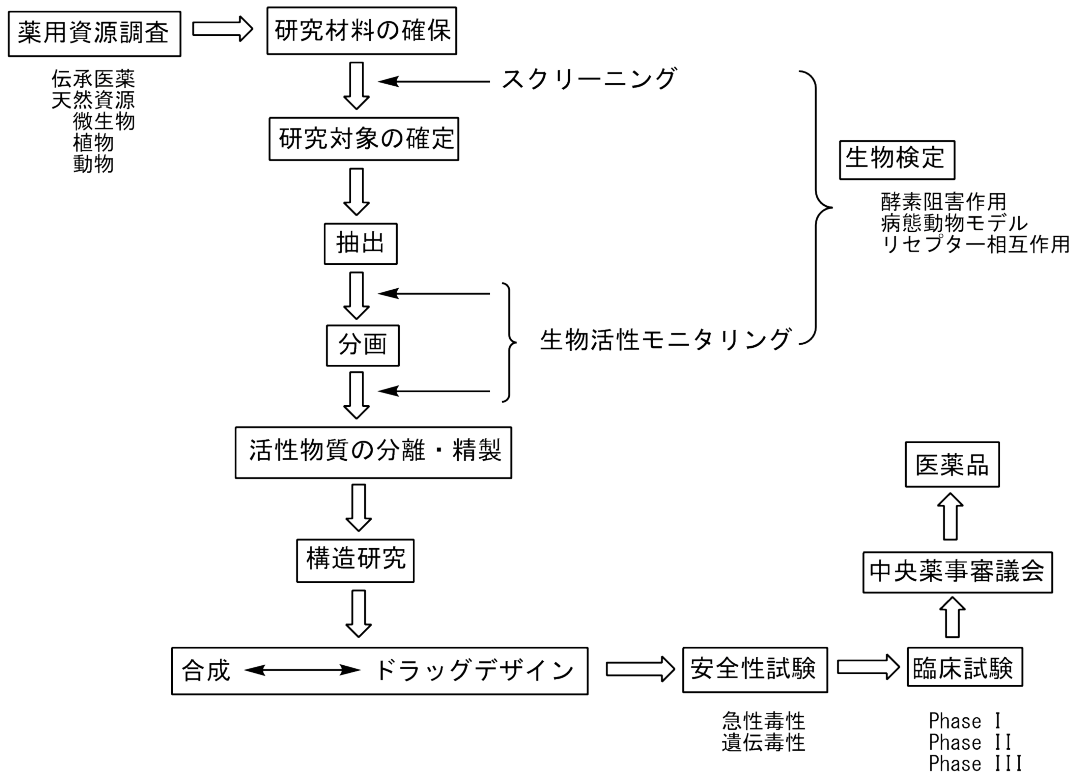 薬用資源調査
伝承医薬
天然資源
微生物
植物
動物
研究材料の確保
スクリーニング
研究対象の確定
生物検定
酵素阻害作用
病態動物モデル
リセプター相互作用
抽出
分画
生物活性モニタリング
活性物質の分離・精製
構造研究
合成
ドラッグデザイン
安全性試験
急性毒性
遺伝毒性
臨床試験
Phase I
Phase II
Phase III
中央薬事審議会
医薬品